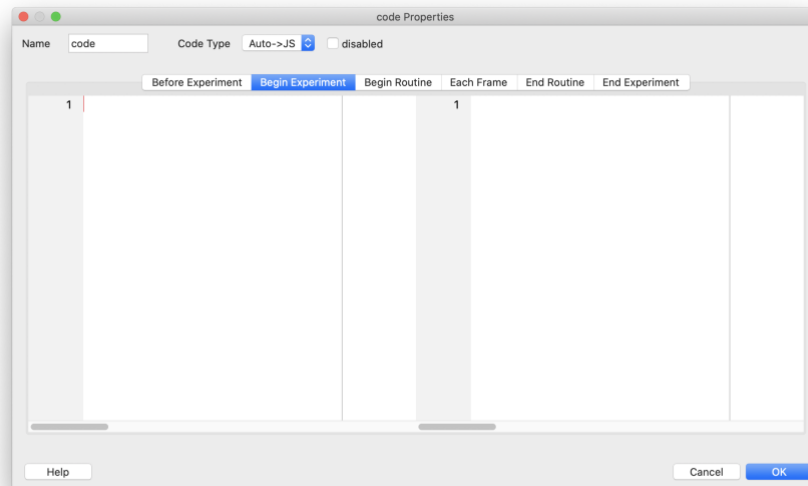 code Properties
Name code Code Type Auto->JS disabled
Before Experiment Begin Experiment Begin Routine Each Frame End Routine End Experiment
1 1
Help Cancel OK